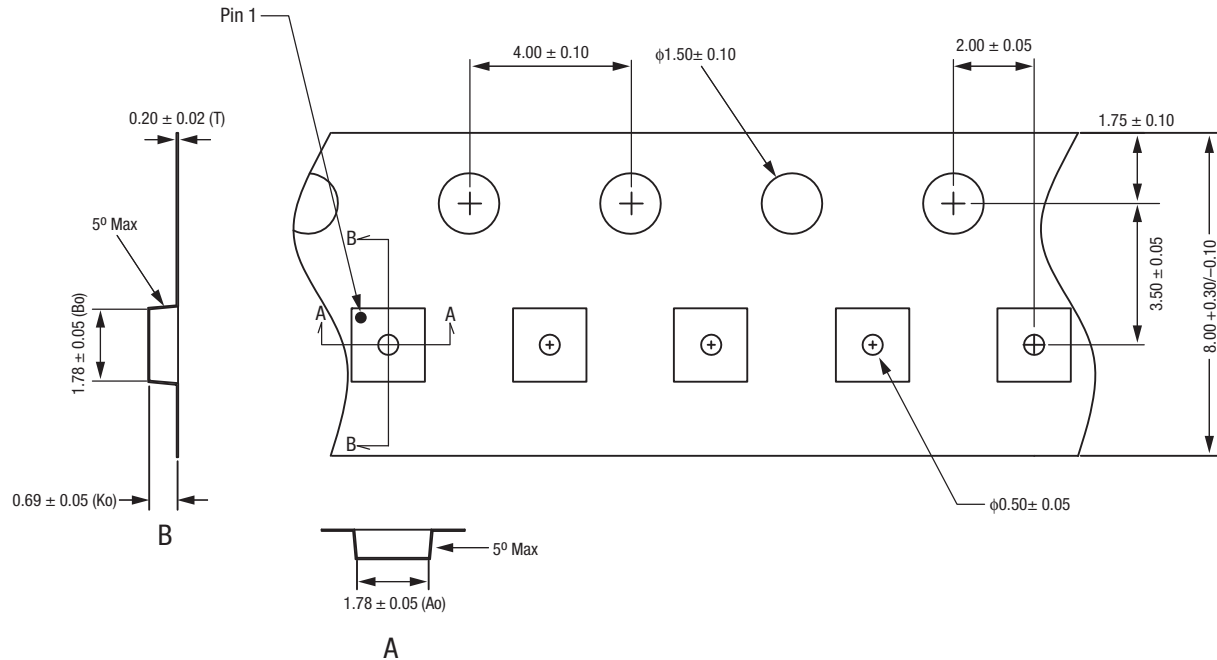 Pin 1
4.00 ± 0.10
ϕ1.50± 0.10
2.00 ± 0.05
0.20 ± 0.02 (T)
1.75 ± 0.10
5º Max
B
A
A
3.50 ± 0.05
8.00 +0.30/–0.10
1.78 ± 0.05 (Bo)
B
0.69 ± 0.05 (Ko)
ϕ0.50± 0.05
B
5º Max
1.78 ± 0.05 (Ao)
A